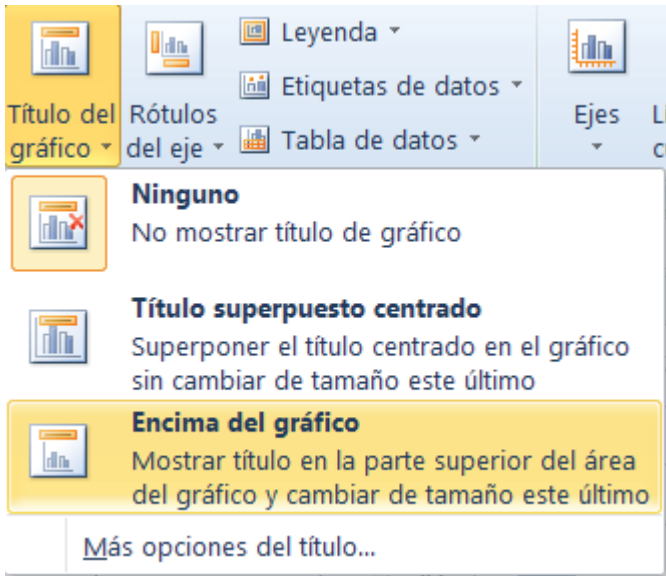 Título del gráfico
Rótulos del eje
Leyenda
Etiquetas de datos
Tabla de datos
Ejes
Ninguno
No mostrar título de gráfico
Título superpuesto centrado
Superponer el título centrado en el gráfico
sin cambiar de tamaño este último
Encima del gráfico
Mostrar título en la parte superior del área
del gráfico y cambiar de tamaño este último
Más opciones del título...